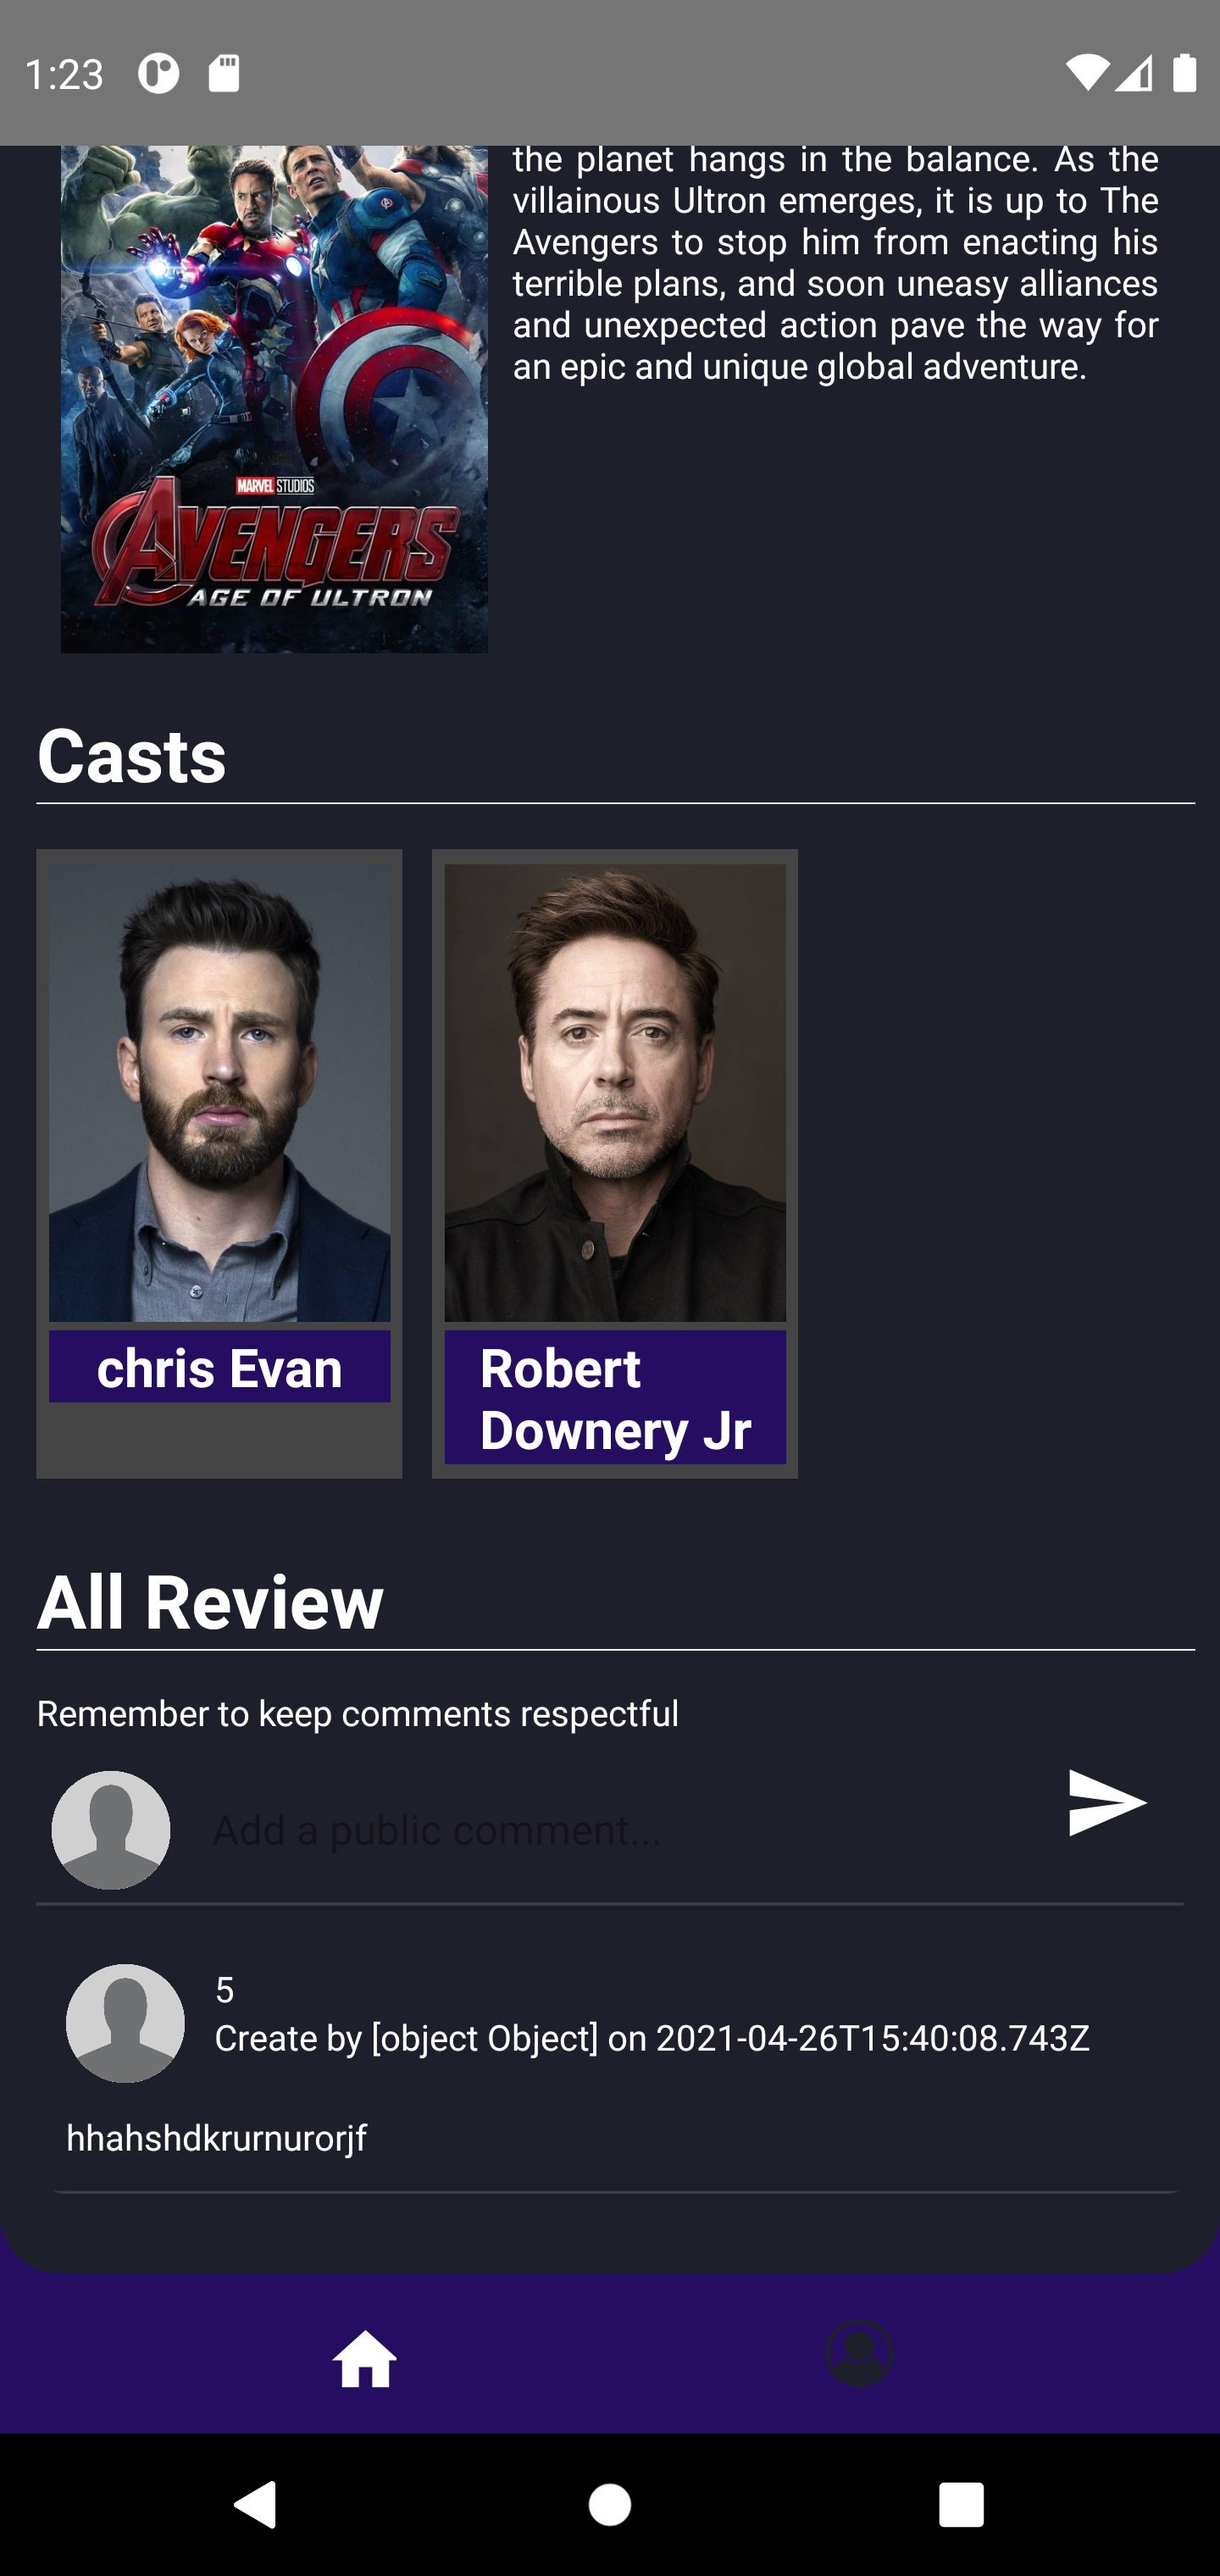 1:23
the planet hangs in the balance. As the
villainous Ultron emerges, it is up to The
Avengers to stop him from enacting his
terrible plans, and soon uneasy alliances
and unexpected action pave the way for
an epic and unique global adventure.
MARVEL STUDIOS
AVENGERS
AGE OF ULTRON
Casts
chris Evan
Robert
Downery Jr
All Review
Remember to keep comments respectful
Add a public comment...
5
Create by [object Object] on 2021-04-26T15:40:08.743Z
hhahshdkrurnurorjf